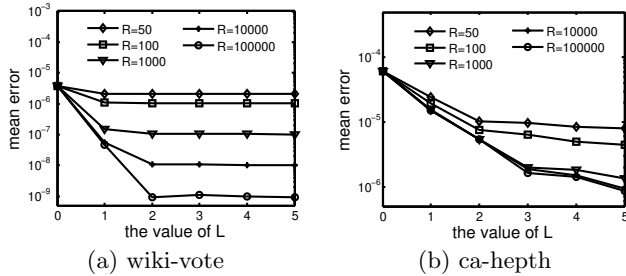 10⁻³
10⁻⁴
10⁻⁵
10⁻⁶
10⁻⁷
10⁻⁸
10⁻⁹
mean error
R=50
R=100
R=1000
R=10000
R=100000
0 1 2 3 4 5
the value of L
(a) wiki-vote
10⁻⁴
10⁻⁵
10⁻⁶
mean error
R=50
R=100
R=1000
R=10000
R=100000
0 1 2 3 4 5
the value of L
(b) ca-hepth